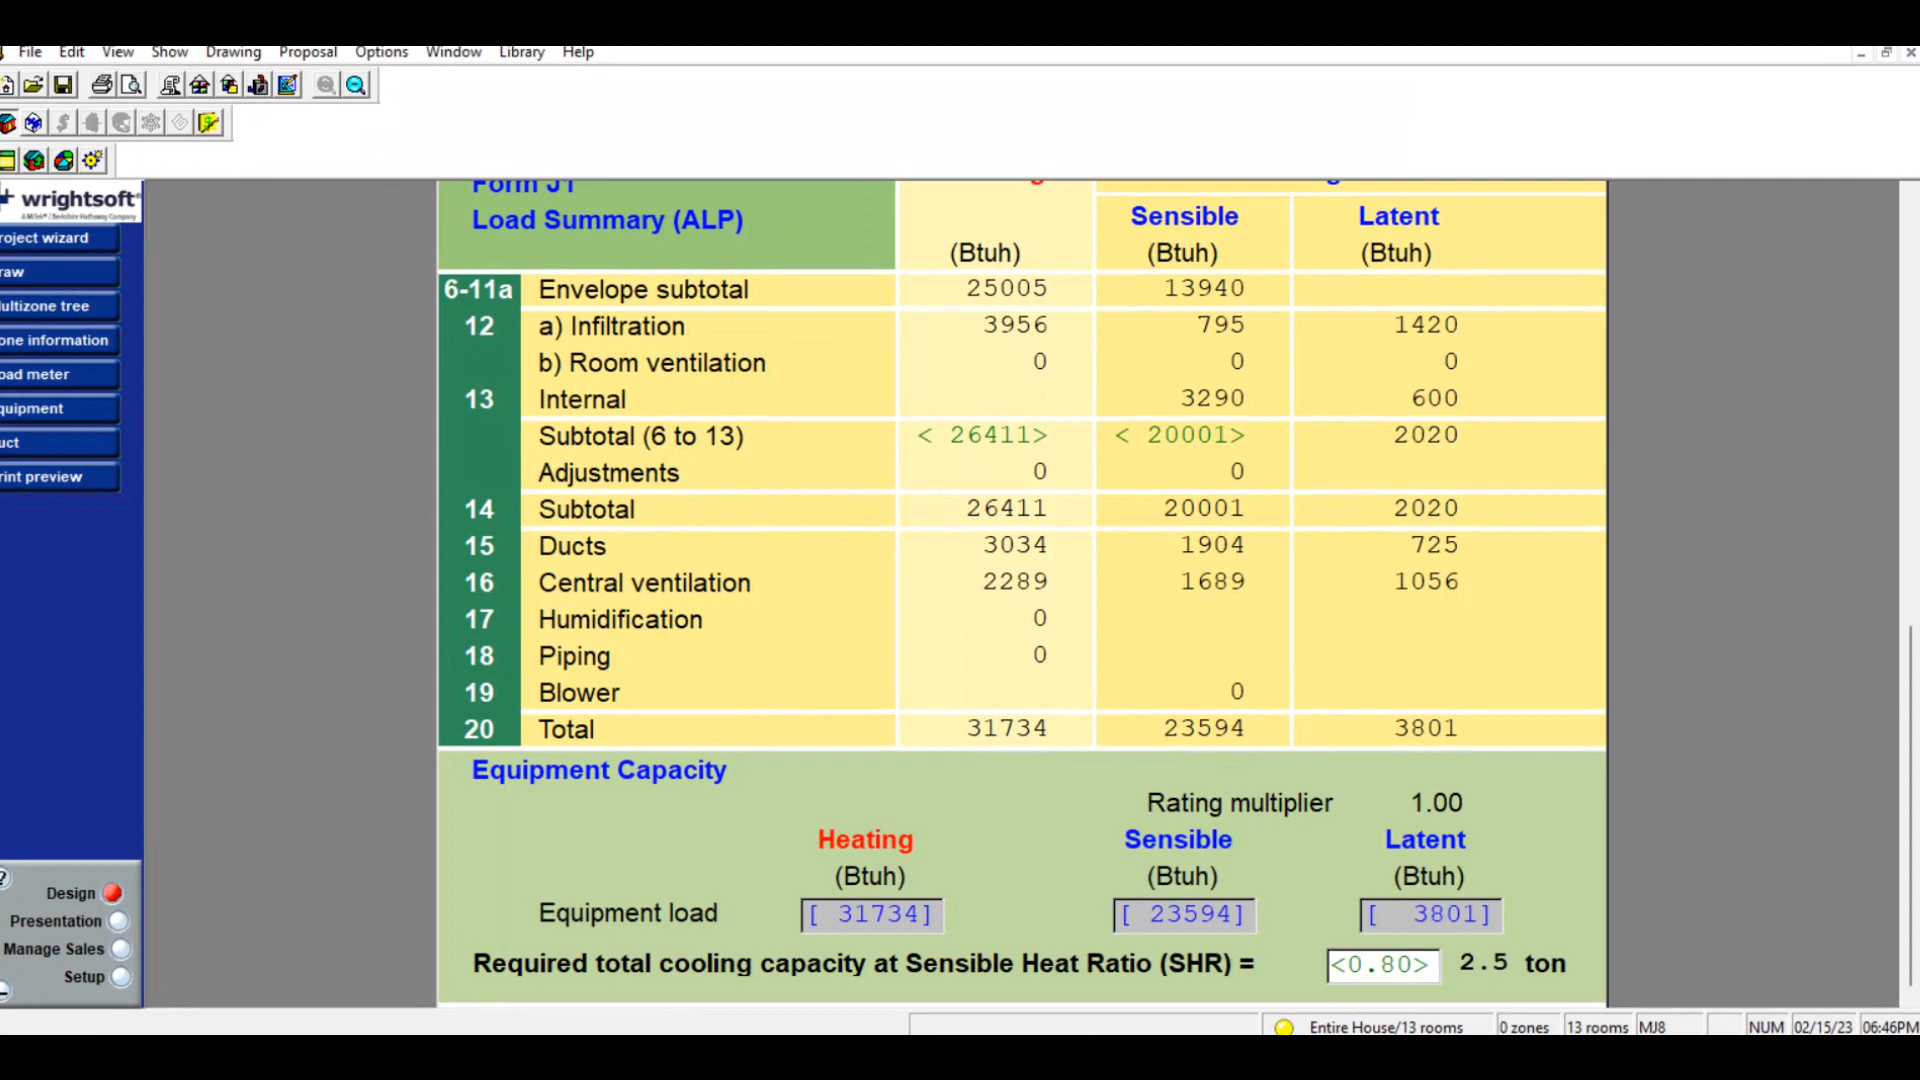 File Edit View Show Drawing Proposal Options Window Library Help
wrightsoft®
A MiTek® / Berkshire Hathaway Company
roject wizard
raw
ultizone tree
one information
oad meter
quipment
uct
rint preview
Design
Presentation
Manage Sales
Setup
Form J1
Load Summary (ALP)
Sensible Latent
(Btuh) (Btuh) (Btuh)
6-11a Envelope subtotal 25005 13940
12 a) Infiltration 3956 795 1420
b) Room ventilation 0 0 0
13 Internal 3290 600
Subtotal (6 to 13) < 26411> < 20001> 2020
Adjustments 0 0
14 Subtotal 26411 20001 2020
15 Ducts 3034 1904 725
16 Central ventilation 2289 1689 1056
17 Humidification 0
18 Piping 0
19 Blower 0
20 Total 31734 23594 3801
Equipment Capacity
Rating multiplier 1.00
Heating Sensible Latent
(Btuh) (Btuh) (Btuh)
Equipment load [ 31734] [ 23594] [ 3801]
Required total cooling capacity at Sensible Heat Ratio (SHR) = <0.80> 2.5 ton
Entire House/13 rooms 0 zones 13 rooms MJ8 NUM 02/15/23 06:46PM